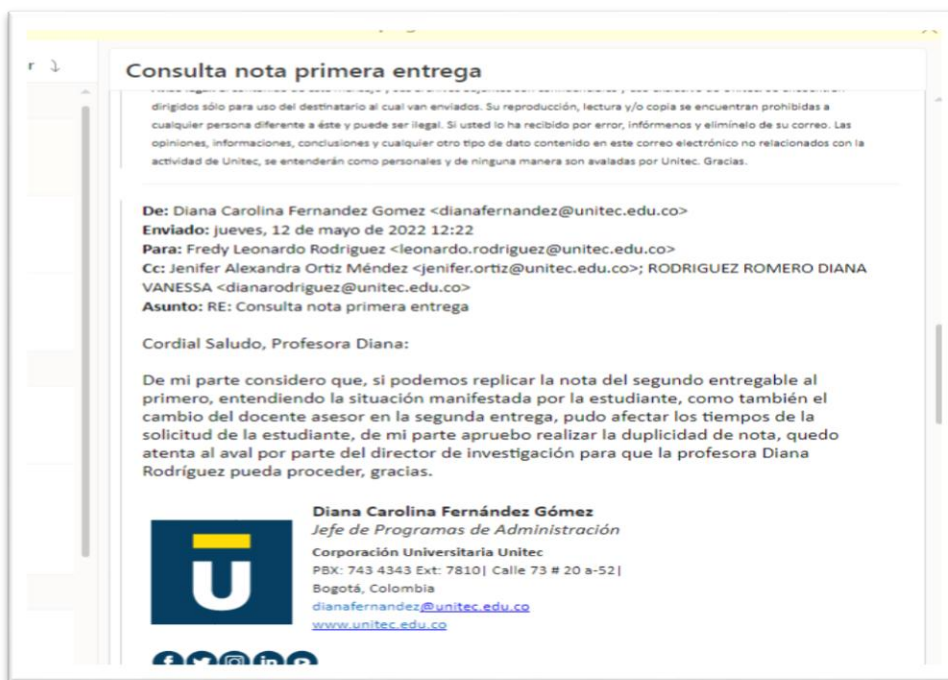 Consulta nota primera entrega
dirigidos sólo para uso del destinatario al cual van enviados. Su reproducción, lectura y/o copia se encuentran prohibidas a
cualquier persona diferente a éste y puede ser ilegal. Si usted lo ha recibido por error, infórmenos y elimínelo de su correo. Las
opiniones, informaciones, conclusiones y cualquier otro tipo de dato contenido en este correo electrónico no relacionados con la
actividad de Unitec, se entenderán como personales y de ninguna manera son avaladas por Unitec. Gracias.
De: Diana Carolina Fernandez Gomez <dianafernandez@unitec.edu.co>
Enviado: jueves, 12 de mayo de 2022 12:22
Para: Fredy Leonardo Rodriguez <leonardo.rodriguez@unitec.edu.co>
Cc: Jenifer Alexandra Ortiz Méndez <jenifer.ortiz@unitec.edu.co>; RODRIGUEZ ROMERO DIANA
VANESSA <dianarodriguez@unitec.edu.co>
Asunto: RE: Consulta nota primera entrega
Cordial Saludo, Profesora Diana:
De mi parte considero que, si podemos replicar la nota del segundo entregable al
primero, entendiendo la situación manifestada por la estudiante, como también el
cambio del docente asesor en la segunda entrega, pudo afectar los tiempos de la
solicitud de la estudiante, de mi parte apruebo realizar la duplicidad de nota, quedo
atenta al aval por parte del director de investigación para que la profesora Diana
Rodríguez pueda proceder, gracias.
Diana Carolina Fernández Gómez
Jefe de Programas de Administración
Corporación Universitaria Unitec
PBX: 743 4343 Ext: 7810| Calle 73 # 20 a-52|
Bogotá, Colombia
dianafernandez@unitec.edu.co
www.unitec.edu.co